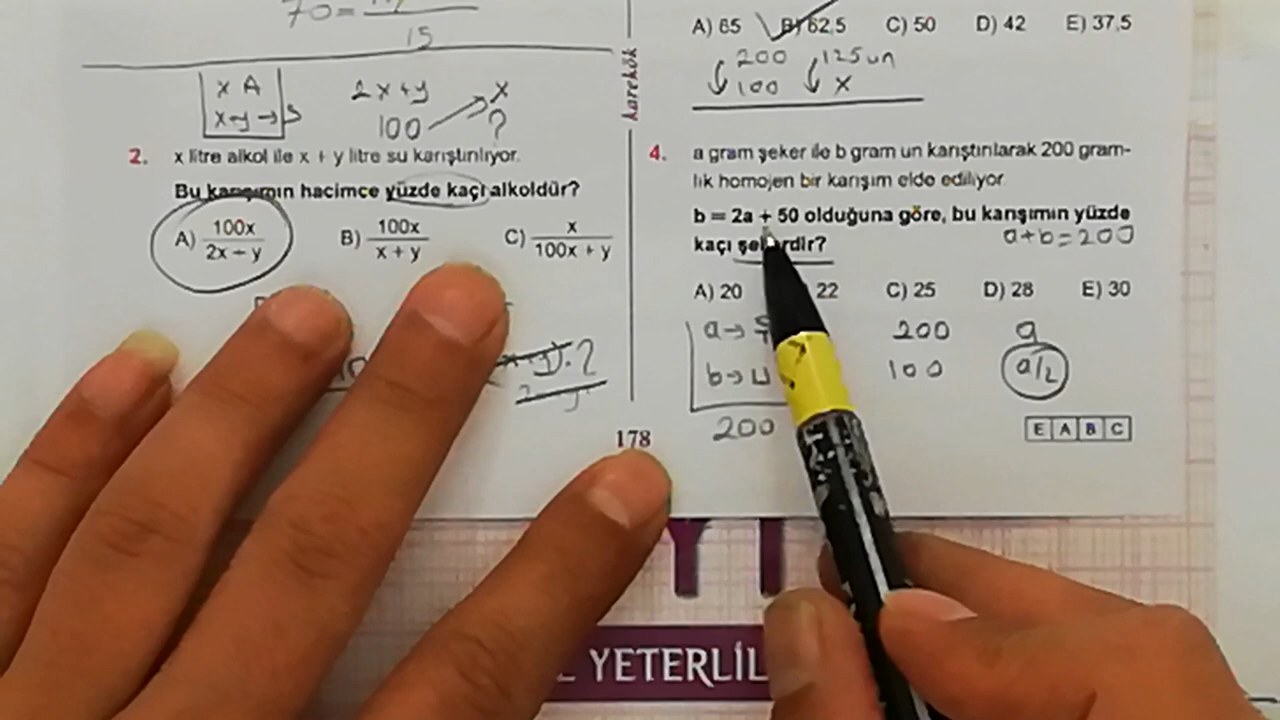 70=
15
x A
x+y → S
2x+y x
100 ?
2. x litre alkol ile x + y litre su karıştırılıyor.
Bu karışımın hacimce yüzde kaçı alkoldür?
A) 100x / 2x + y B) 100x / x + y C) x / 100x + y
karekök
A) 65 B) 62,5 C) 50 D) 42 E) 37,5
200 125un
100 x
4. a gram şeker ile b gram un karıştırılarak 200 gram-
lık homojen bir karışım elde ediliyor.
b = 2a + 50 olduğuna göre, bu karışımın yüzde
kaçı şekerdir?
a+b=200
A) 20 22 C) 25 D) 28 E) 30
a→ 200 a
b→ 100 a/2
200
E A B C
178
YETERLİL